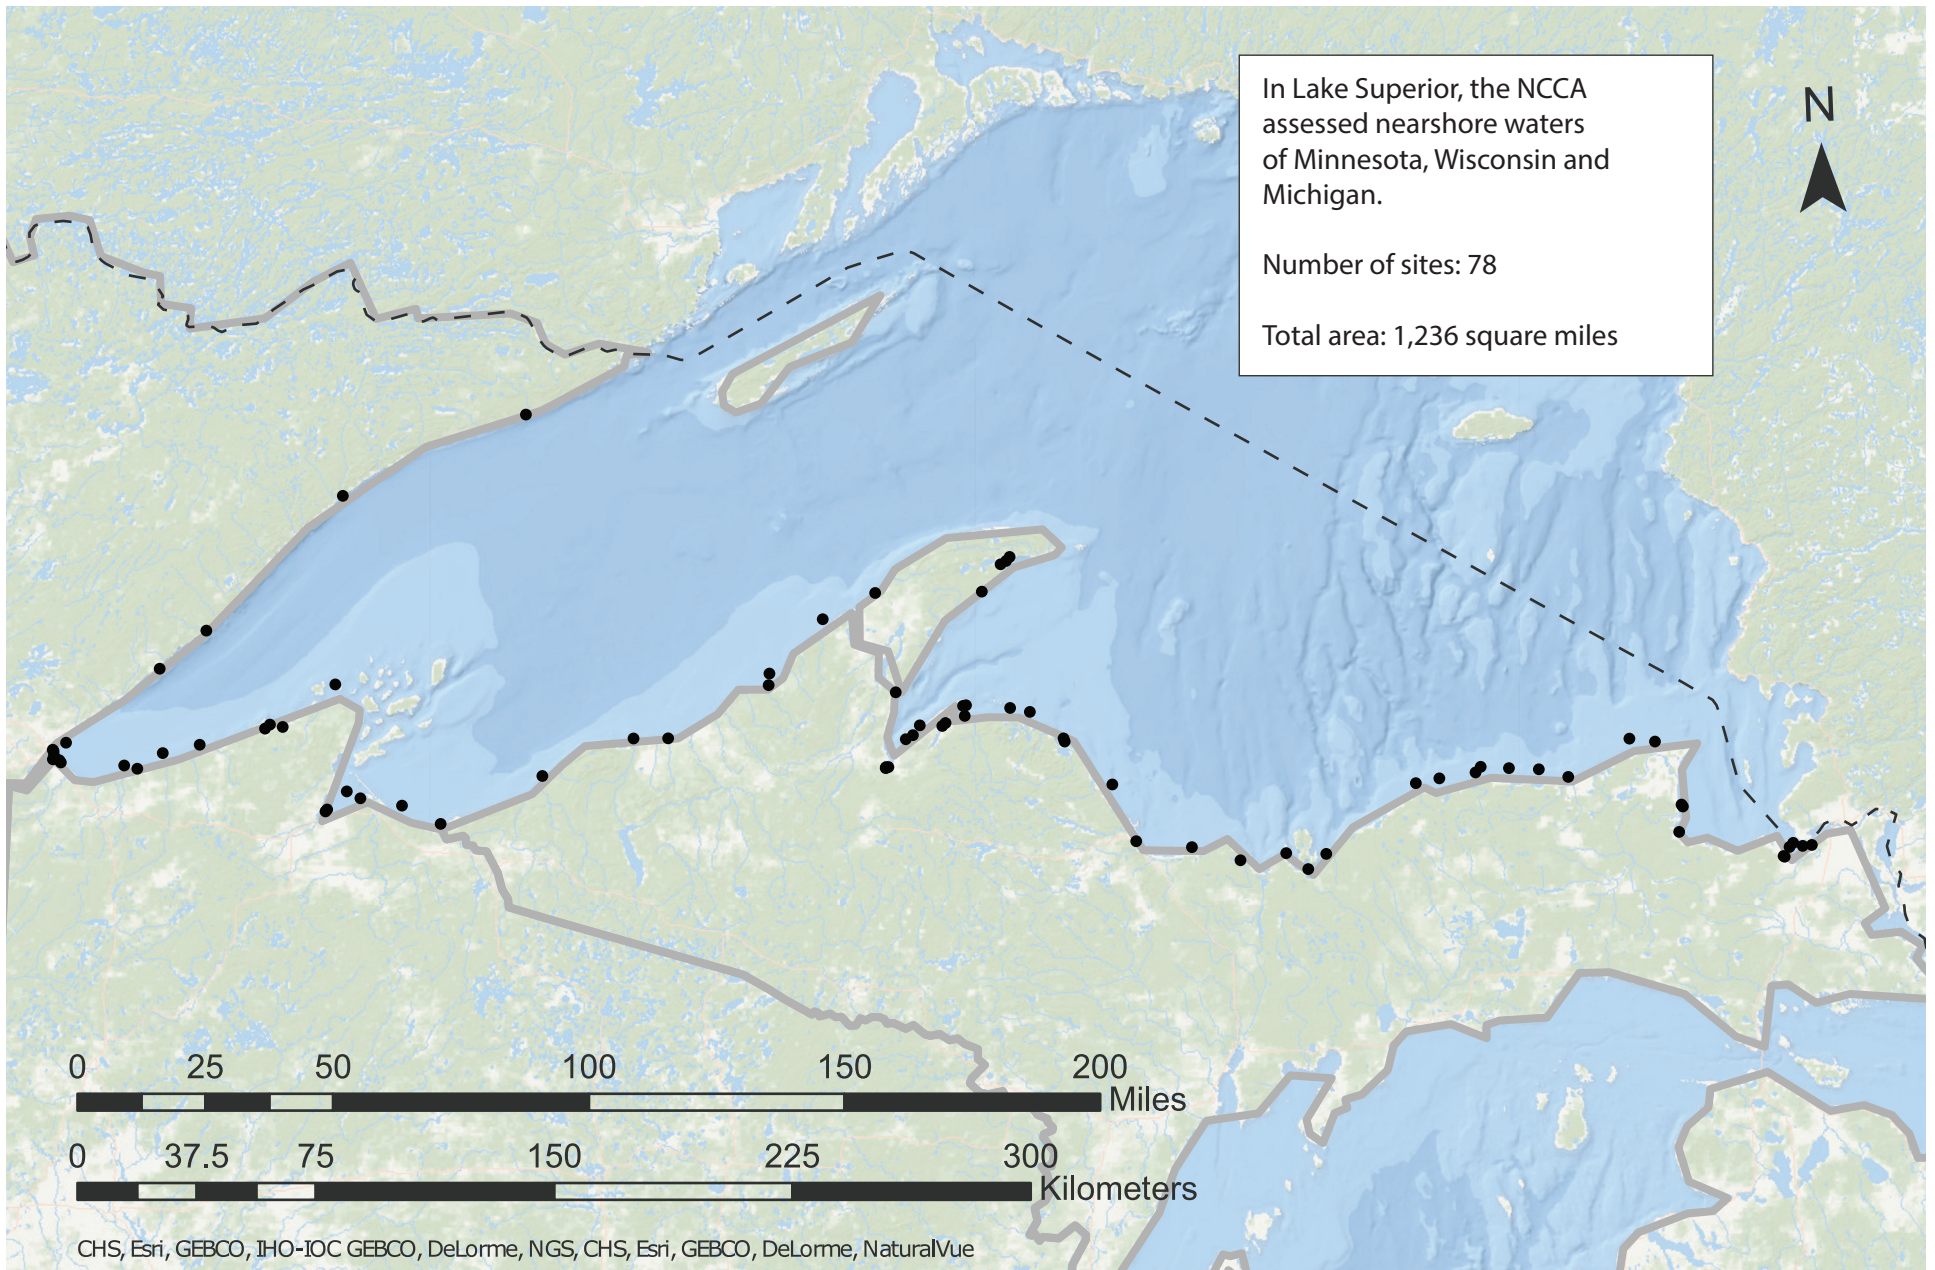 In Lake Superior, the NCCA
assessed nearshore waters
of Minnesota, Wisconsin and
Michigan.
Number of sites: 78
Total area: 1,236 square miles
N
0 25 50 100 150 200
Miles
0 37.5 75 150 225 300
Kilometers
CHS, Esri, GEBCO, IHO-IOC GEBCO, DeLorme, NGS, CHS, Esri, GEBCO, DeLorme, NaturalVue